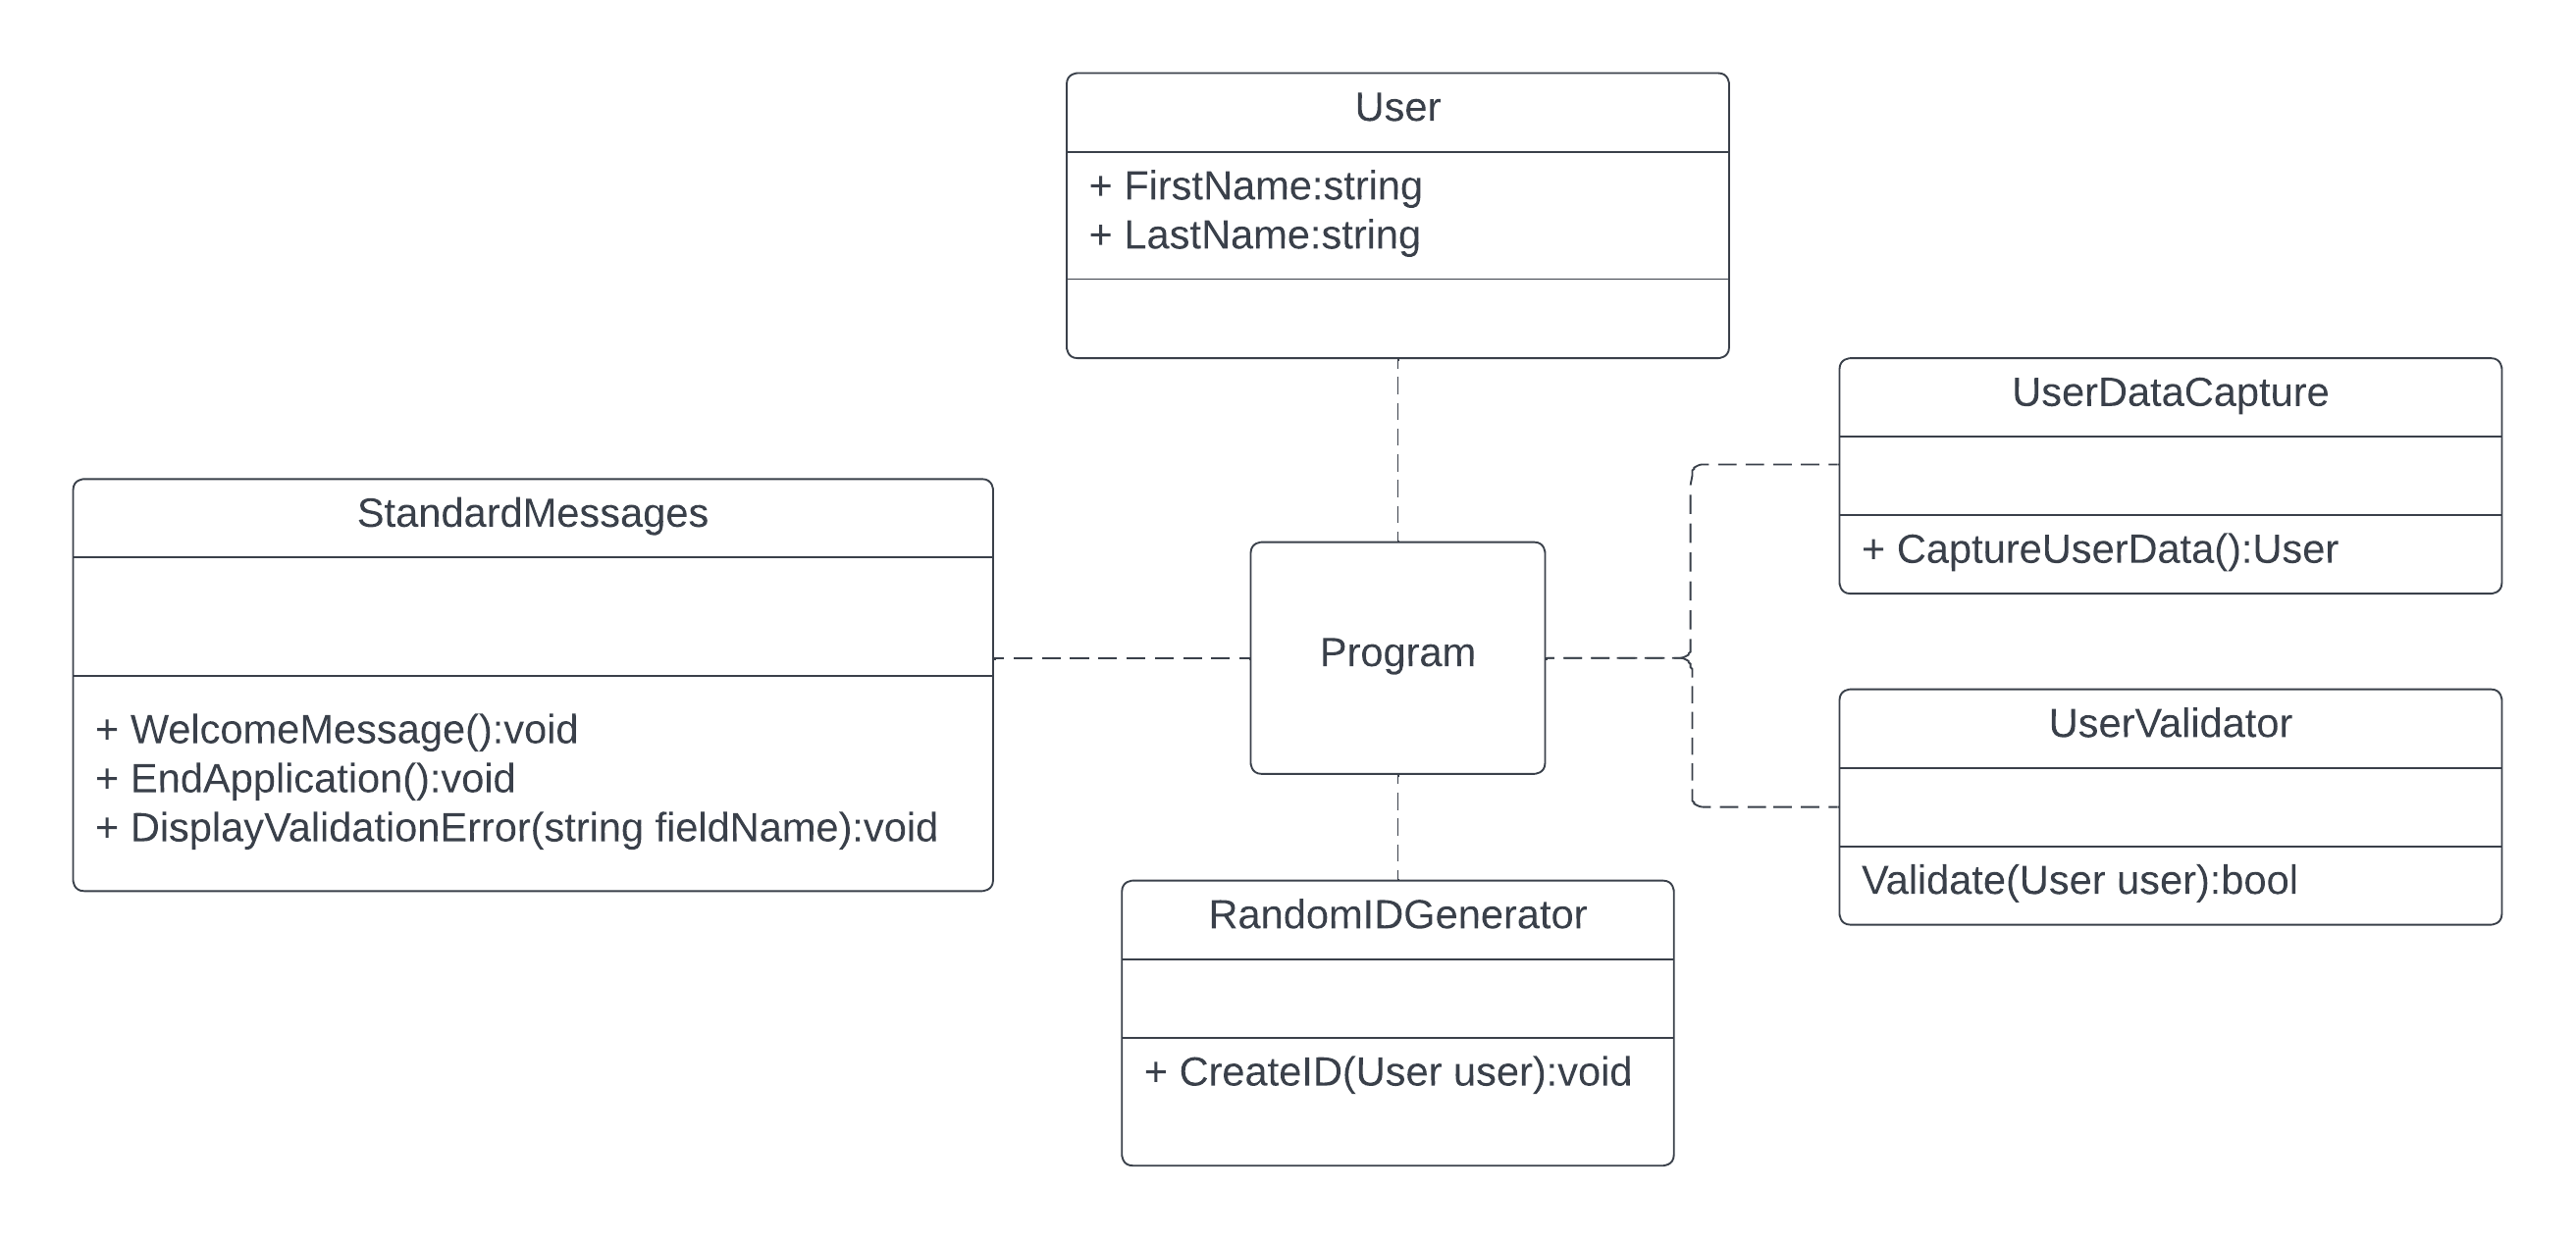 User
+ FirstName:string
+ LastName:string
UserDataCapture
+ CaptureUserData():User
StandardMessages
+ WelcomeMessage():void
+ EndApplication():void
+ DisplayValidationError(string fieldName):void
Program
UserValidator
Validate(User user):bool
RandomIDGenerator
+ CreateID(User user):void